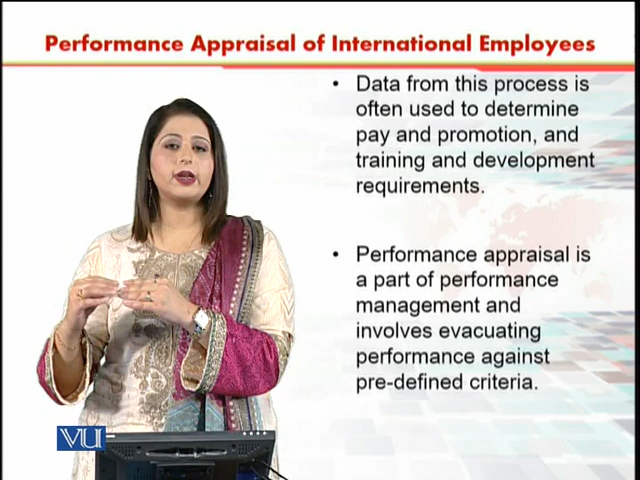 Performance Appraisal of International Employees
• Data from this process is
often used to determine
pay and promotion, and
training and development
requirements.
• Performance appraisal is
a part of performance
management and
involves evacuating
performance against
pre-defined criteria.
VU